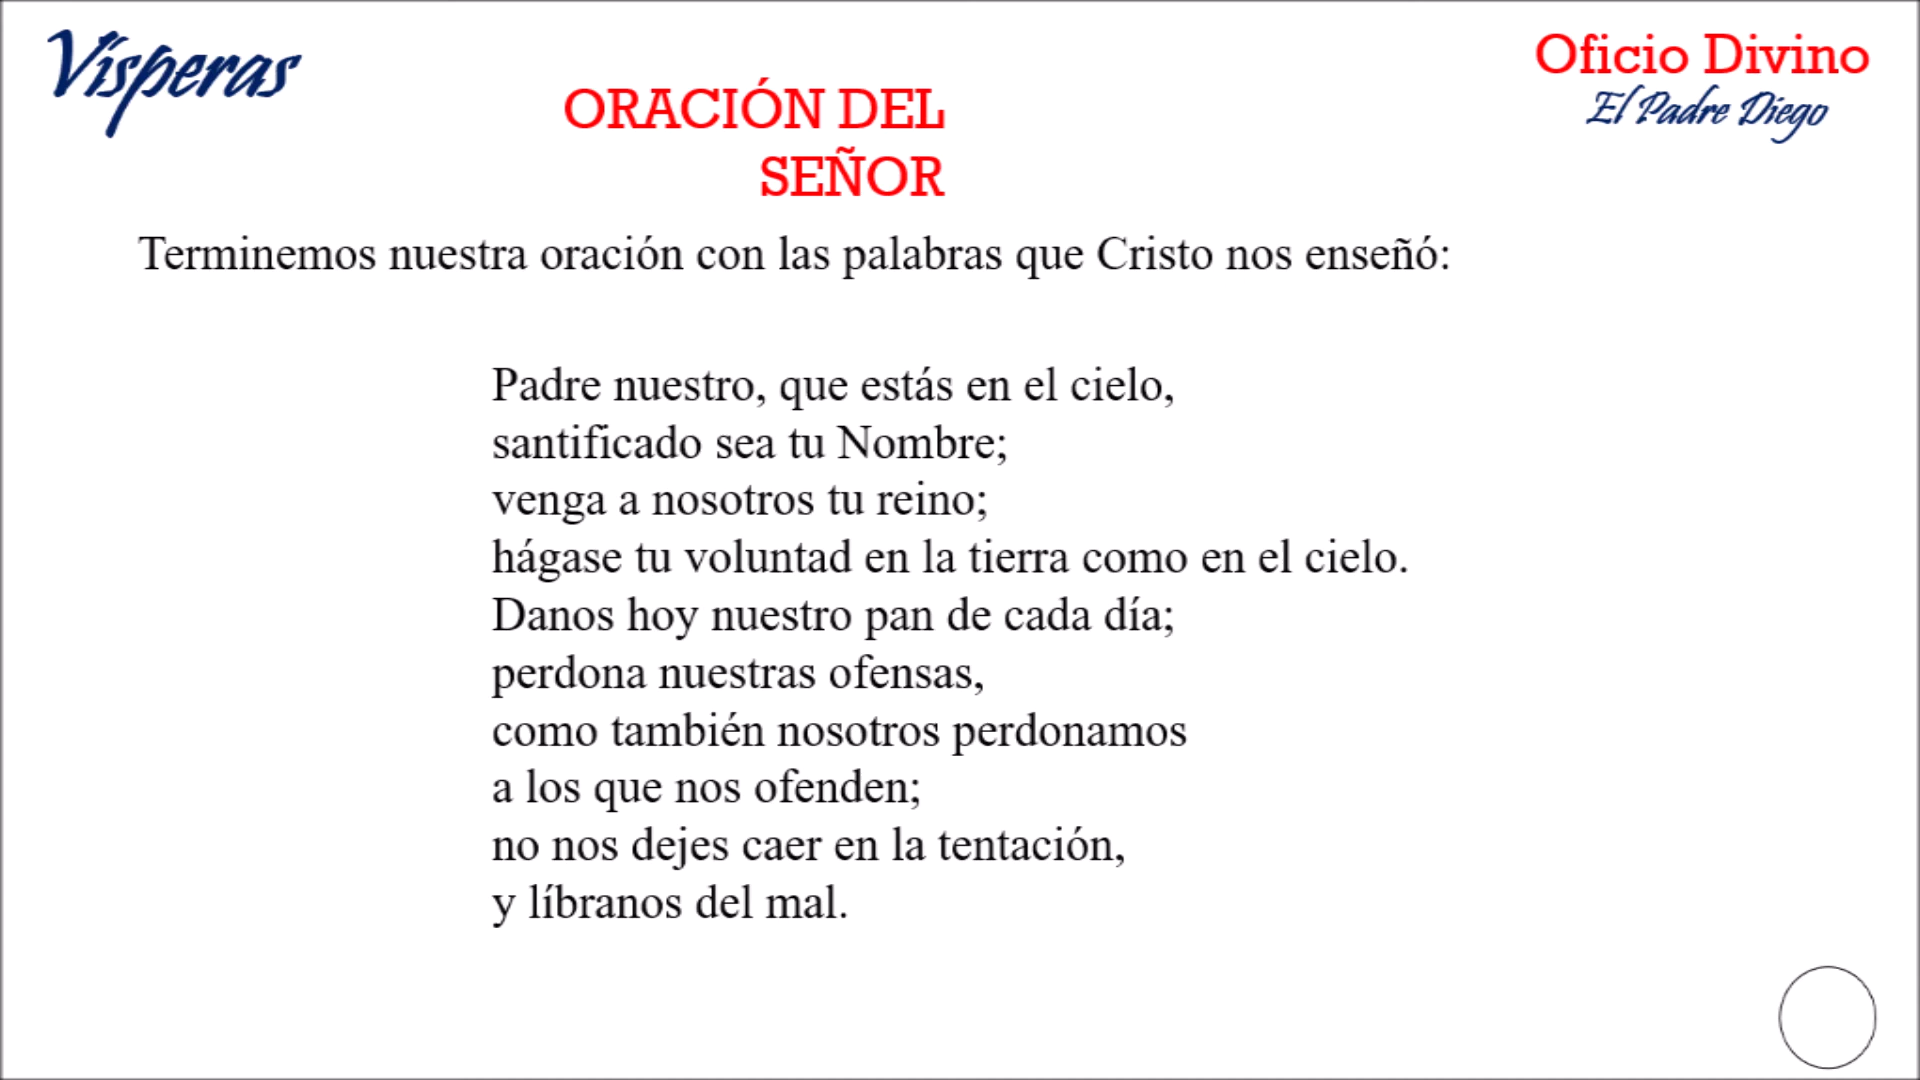 Vísperas
Oficio Divino
El Padre Diego
ORACIÓN DEL
SEÑOR
Terminemos nuestra oración con las palabras que Cristo nos enseñó:
Padre nuestro, que estás en el cielo,
santificado sea tu Nombre;
venga a nosotros tu reino;
hágase tu voluntad en la tierra como en el cielo.
Danos hoy nuestro pan de cada día;
perdona nuestras ofensas,
como también nosotros perdonamos
a los que nos ofenden;
no nos dejes caer en la tentación,
y líbranos del mal.